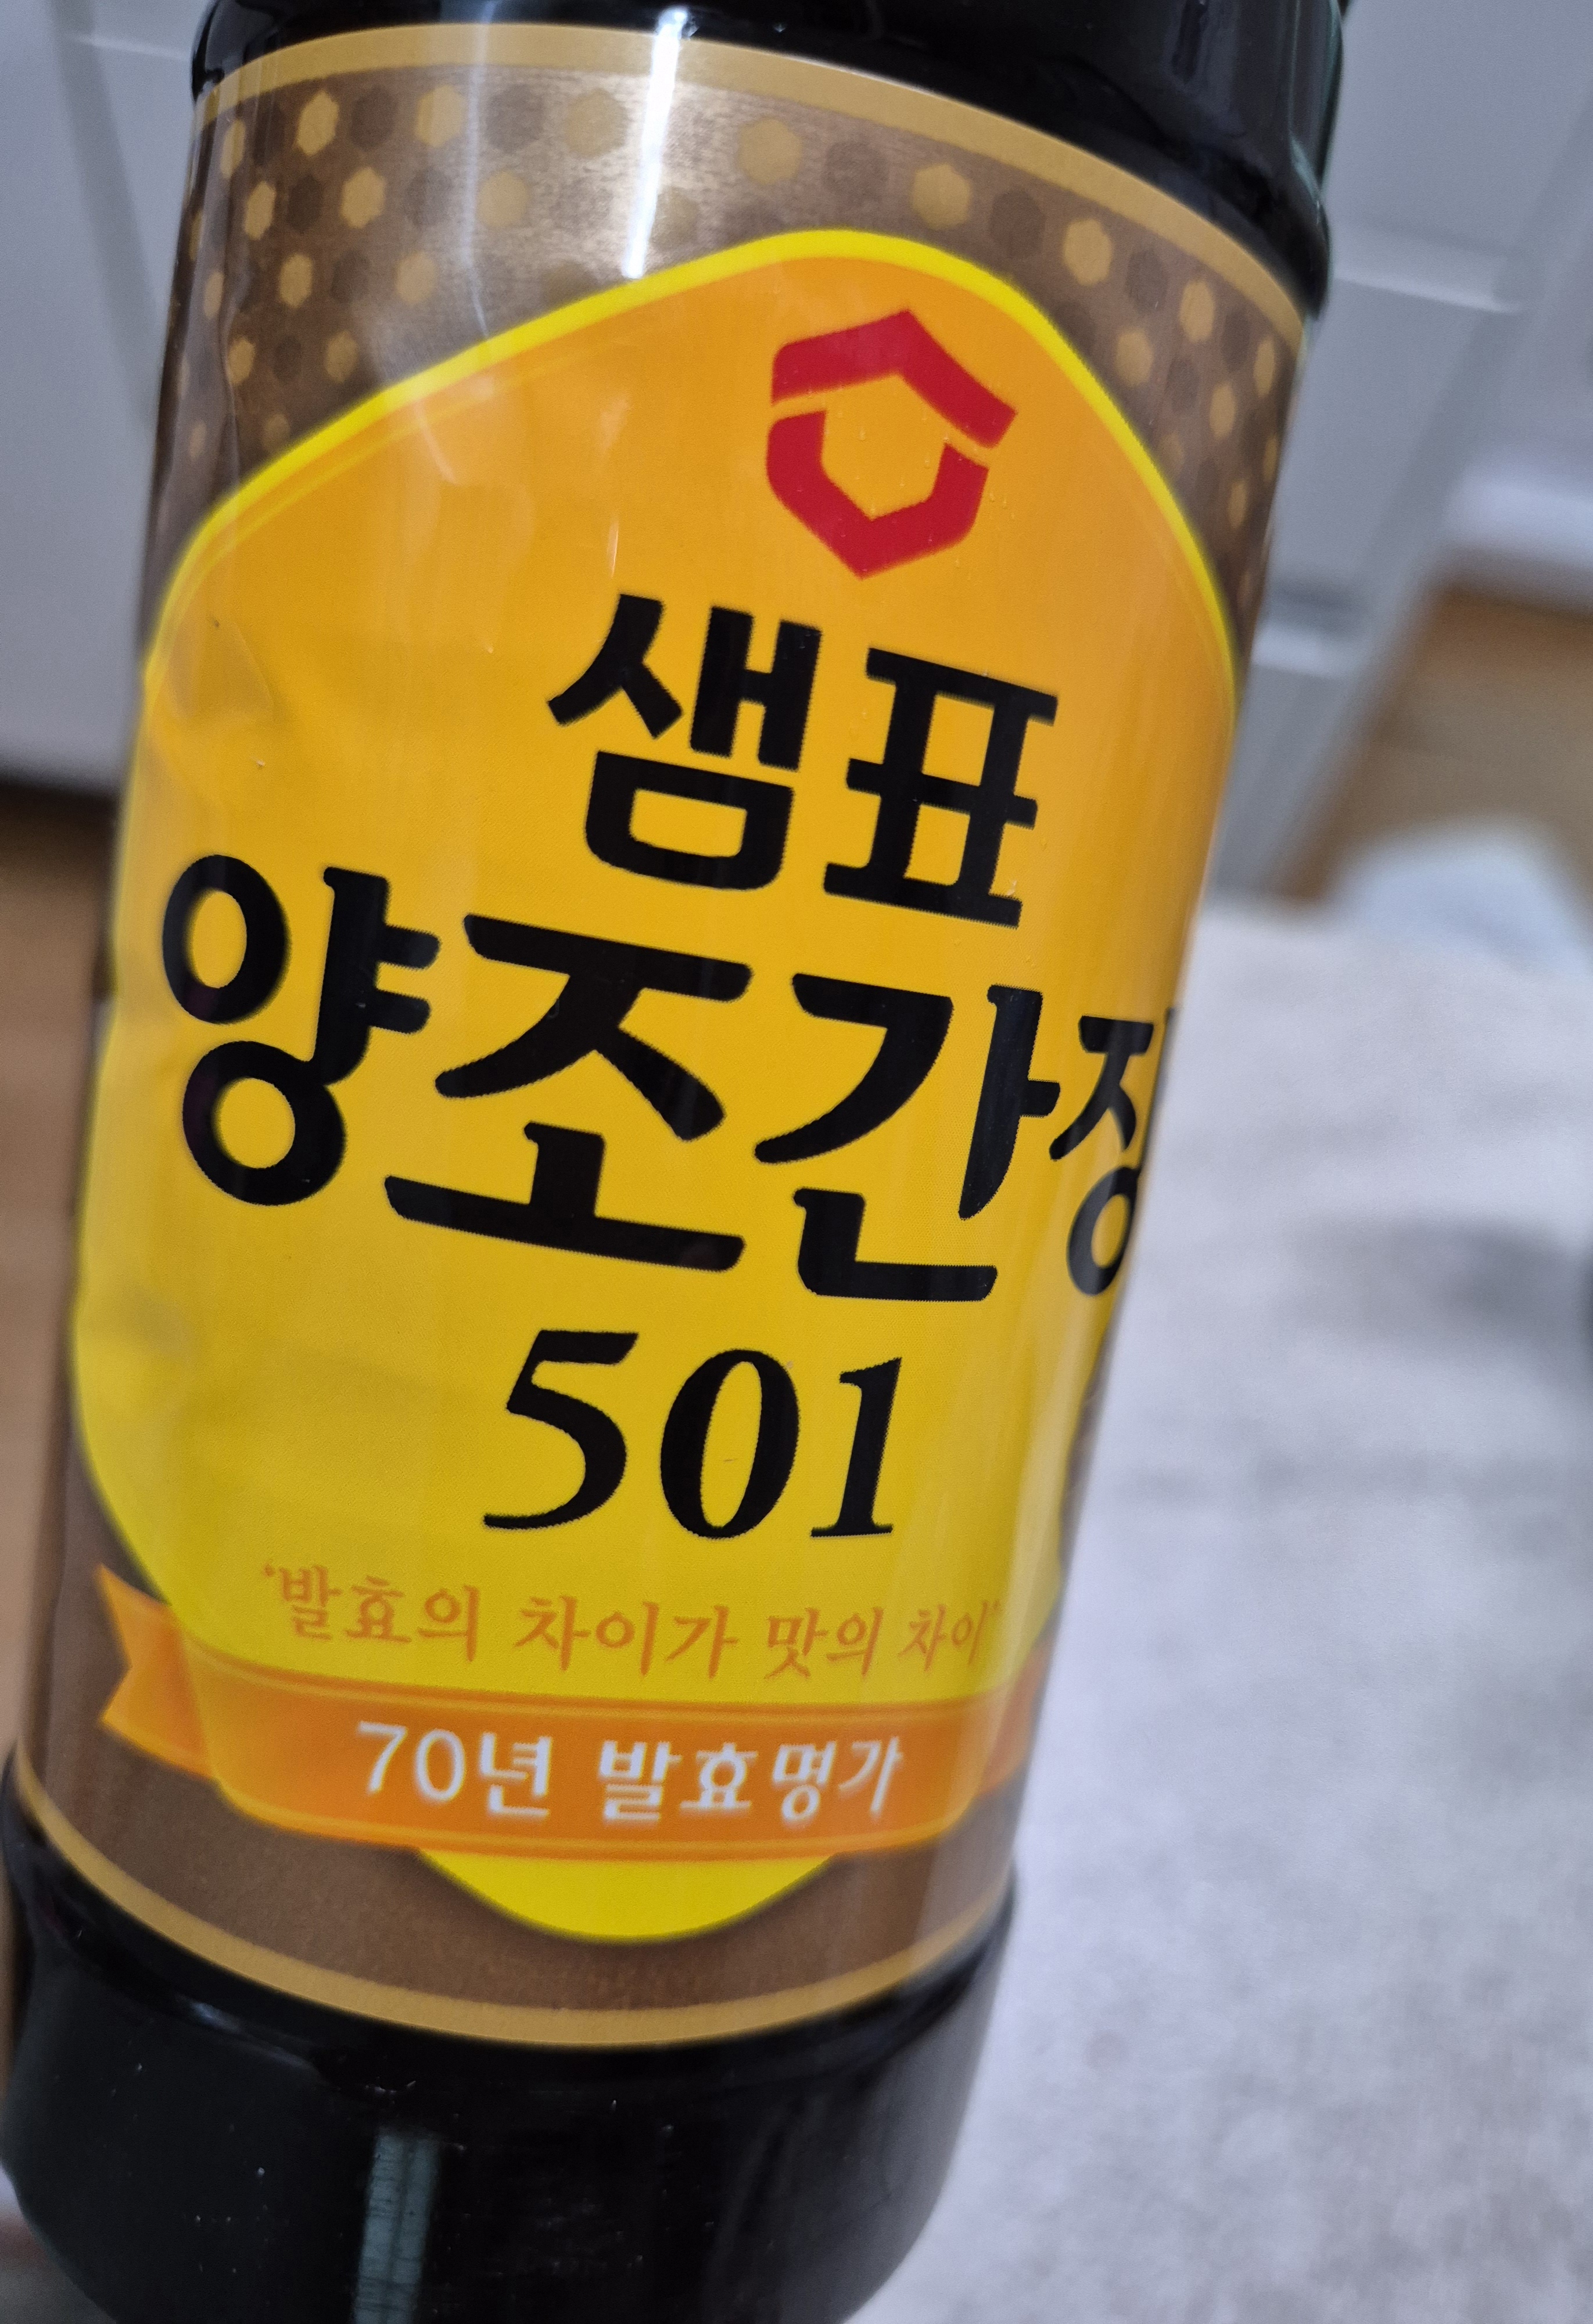 샘표
양조간장
501
‘발효의 차이가 맛의 차이’
70년 발효명가